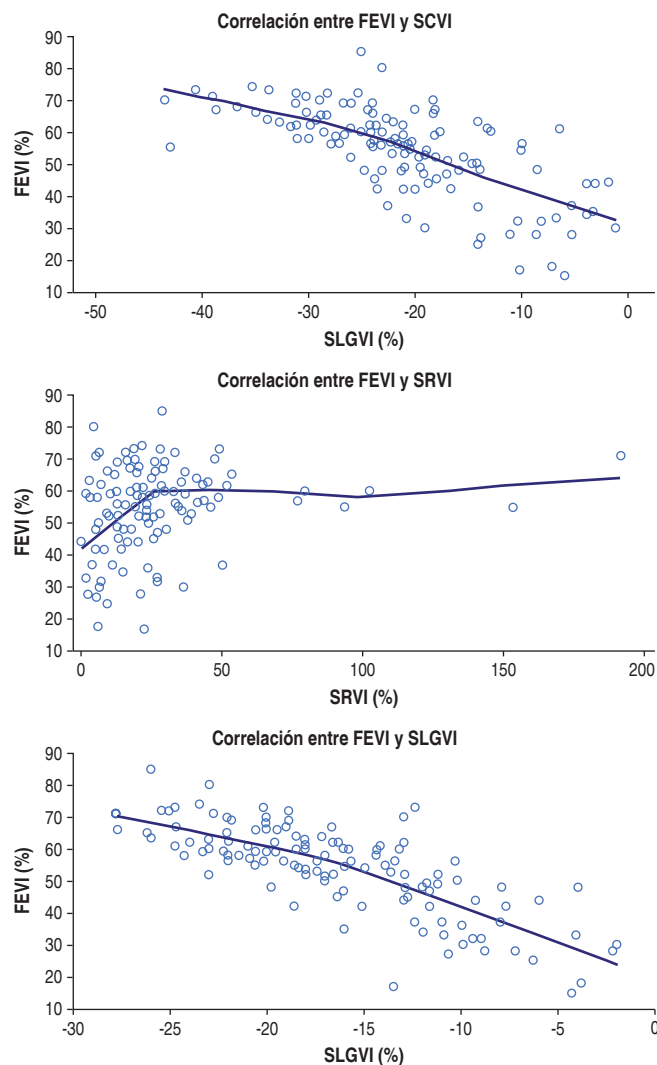 Correlación entre FEVI y SCVI
90
80
70
60
50
40
30
20
10
FEVI (%)
-50 -40 -30 -20 -10 0
SLGVI (%)
Correlación entre FEVI y SRVI
90
80
70
60
50
40
30
20
10
FEVI (%)
0 50 100 150 200
SRVI (%)
Correlación entre FEVI y SLGVI
90
80
70
60
50
40
30
20
10
FEVI (%)
-30 -25 -20 -15 -10 -5 0
SLGVI (%)